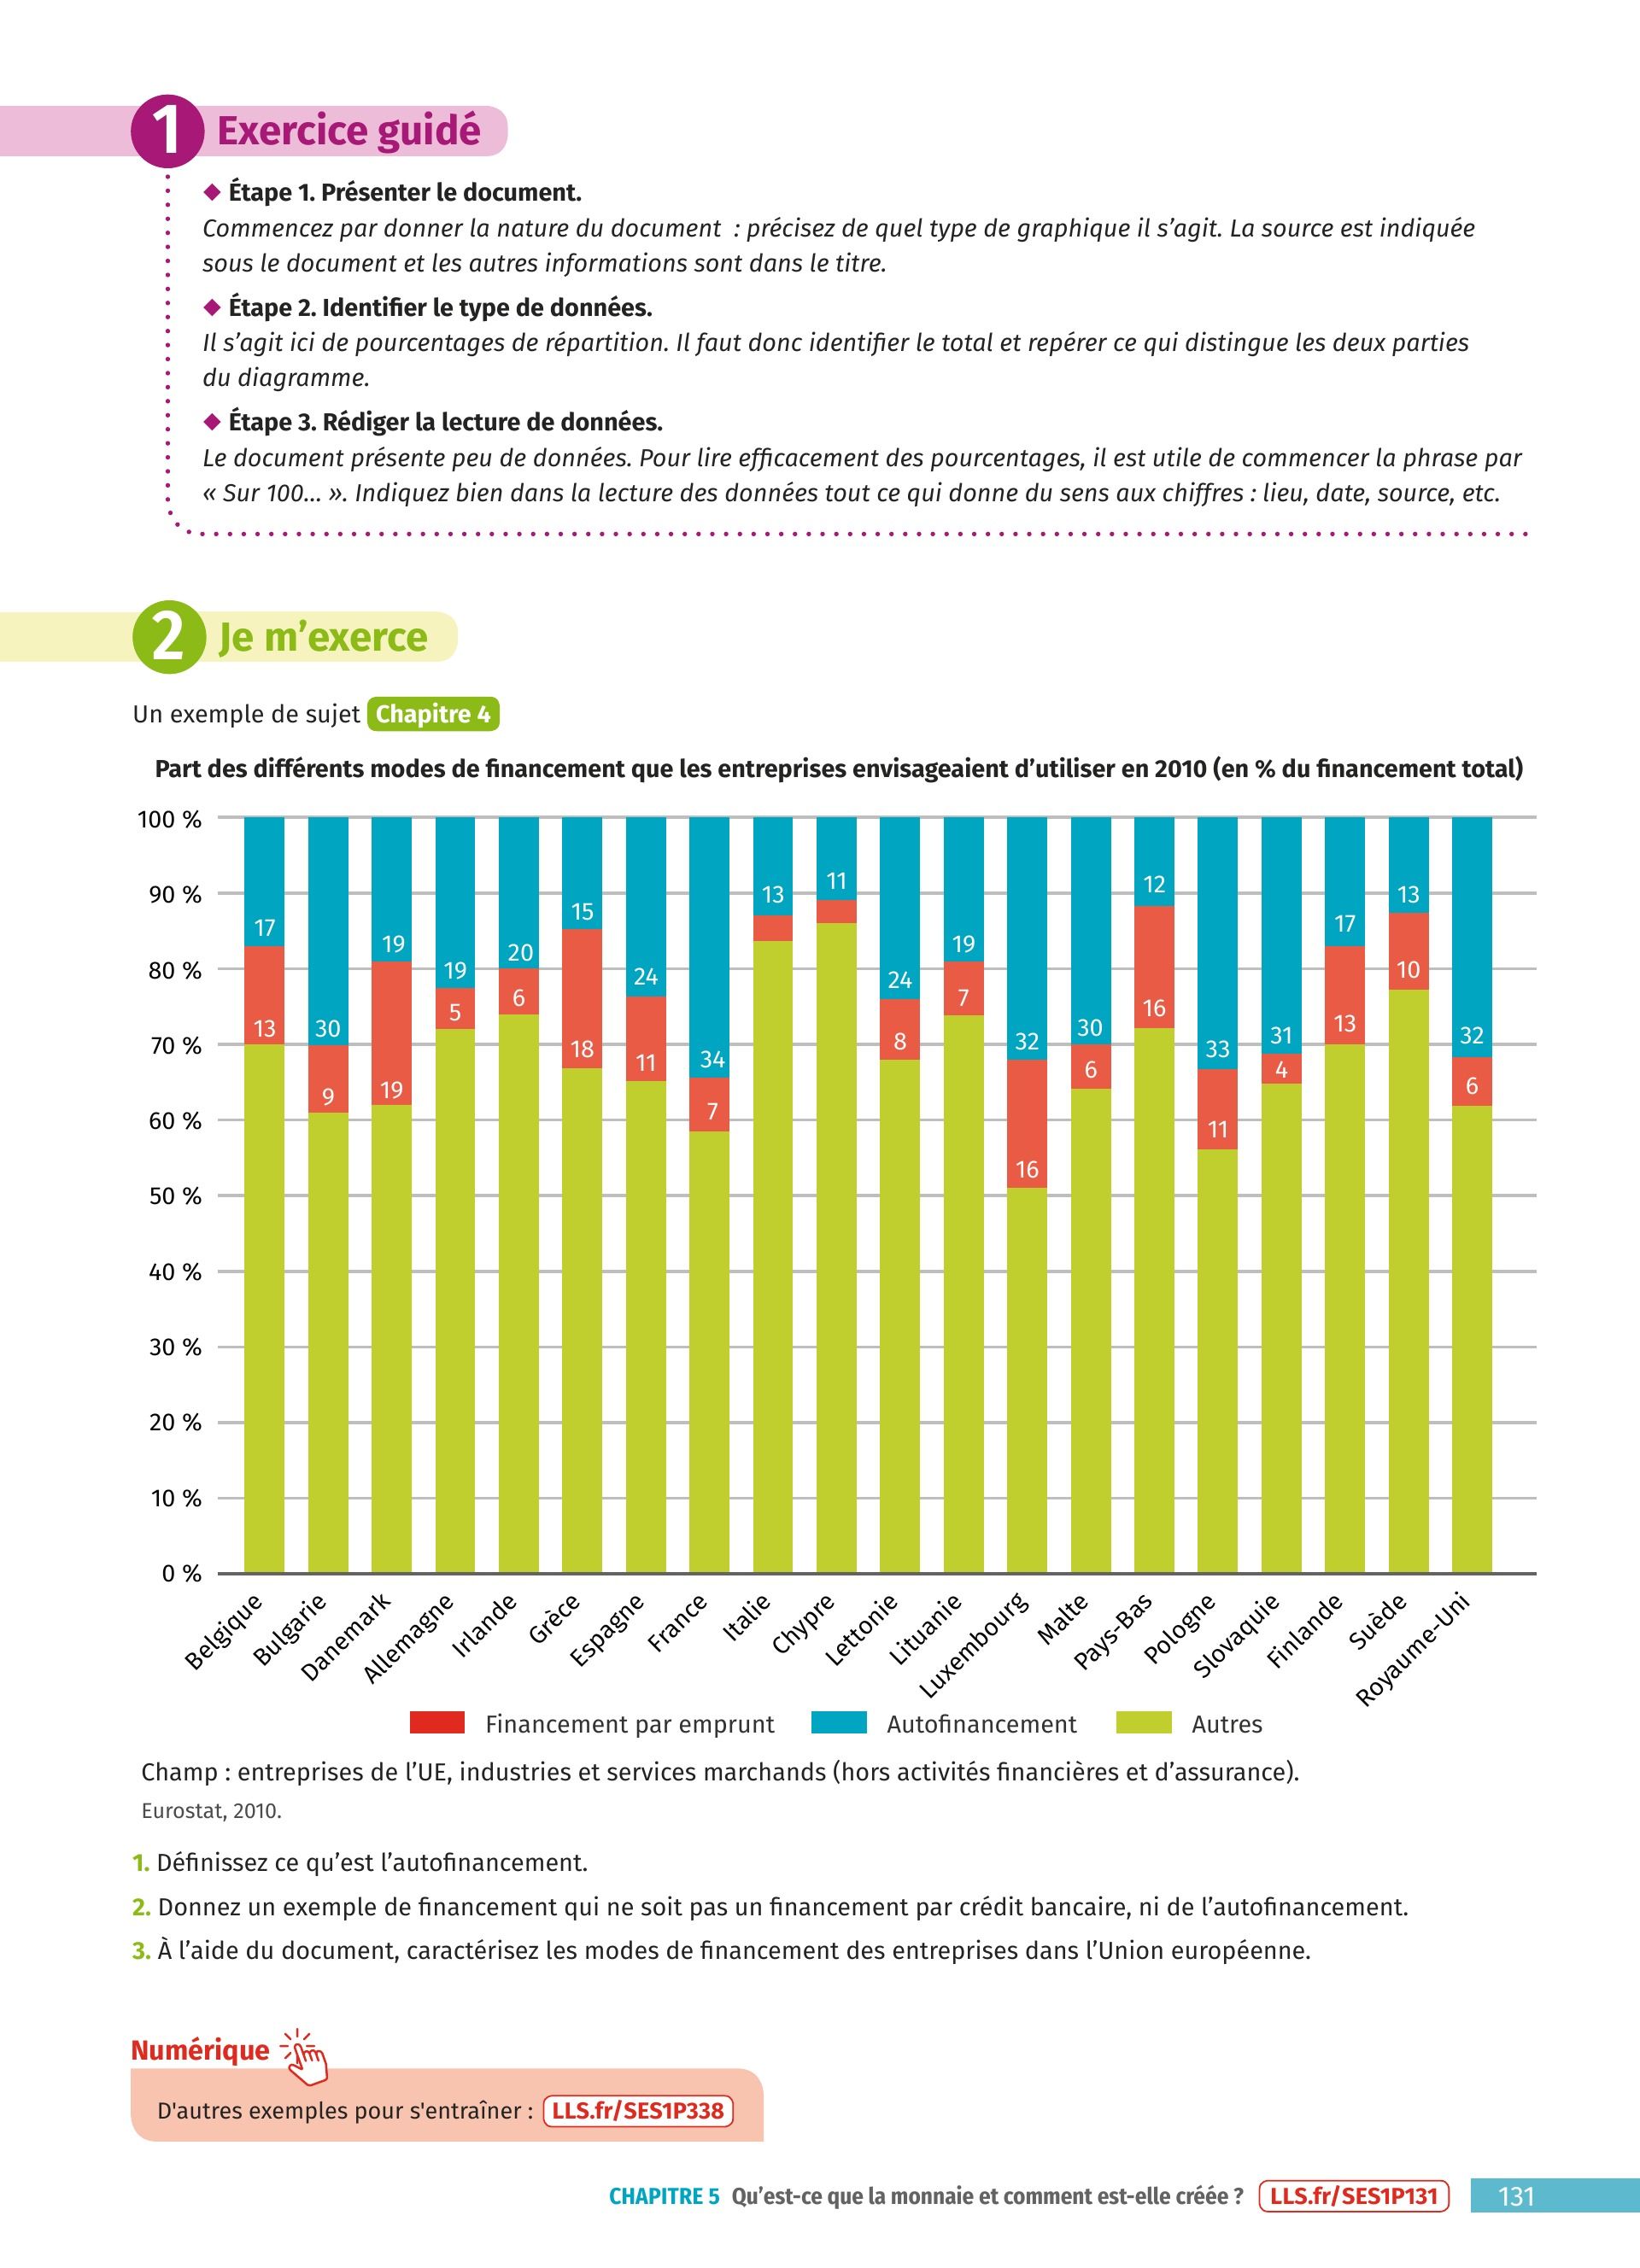 1 Exercice guidé
◆ Étape 1. Présenter le document.
Commencez par donner la nature du document : précisez de quel type de graphique il s’agit. La source est indiquée
sous le document et les autres informations sont dans le titre.
◆ Étape 2. Identifier le type de données.
Il s’agit ici de pourcentages de répartition. Il faut donc identifier le total et repérer ce qui distingue les deux parties
du diagramme.
◆ Étape 3. Rédiger la lecture de données.
Le document présente peu de données. Pour lire efficacement des pourcentages, il est utile de commencer la phrase par
« Sur 100... ». Indiquez bien dans la lecture des données tout ce qui donne du sens aux chiffres : lieu, date, source, etc.
2 Je m’exerce
Un exemple de sujet Chapitre 4
Part des différents modes de financement que les entreprises envisageaient d’utiliser en 2010 (en % du financement total)
100 %
90 %
80 %
70 %
60 %
50 %
40 %
30 %
20 %
10 %
0 %
17 30 19 19 20 15 24 34 13 11 24 19 32 30 12 33 31 17 13 32
13 9 19 5 6 18 11 7 8 7 16 6 16 11 4 13 10 6
Belgique
Bulgarie
Danemark
Allemagne
Irlande
Grèce
Espagne
France
Italie
Chypre
Lettonie
Lituanie
Luxembourg
Malte
Pays-Bas
Pologne
Slovaquie
Finlande
Suède
Royaume-Uni
Financement par emprunt Autofinancement Autres
Champ : entreprises de l’UE, industries et services marchands (hors activités financières et d’assurance).
Eurostat, 2010.
1. Définissez ce qu’est l’autofinancement.
2. Donnez un exemple de financement qui ne soit pas un financement par crédit bancaire, ni de l’autofinancement.
3. À l’aide du document, caractérisez les modes de financement des entreprises dans l’Union européenne.
Numérique
D'autres exemples pour s'entraîner : LLS.fr/SES1P338
CHAPITRE 5 Qu’est-ce que la monnaie et comment est-elle créée ? LLS.fr/SES1P131 131